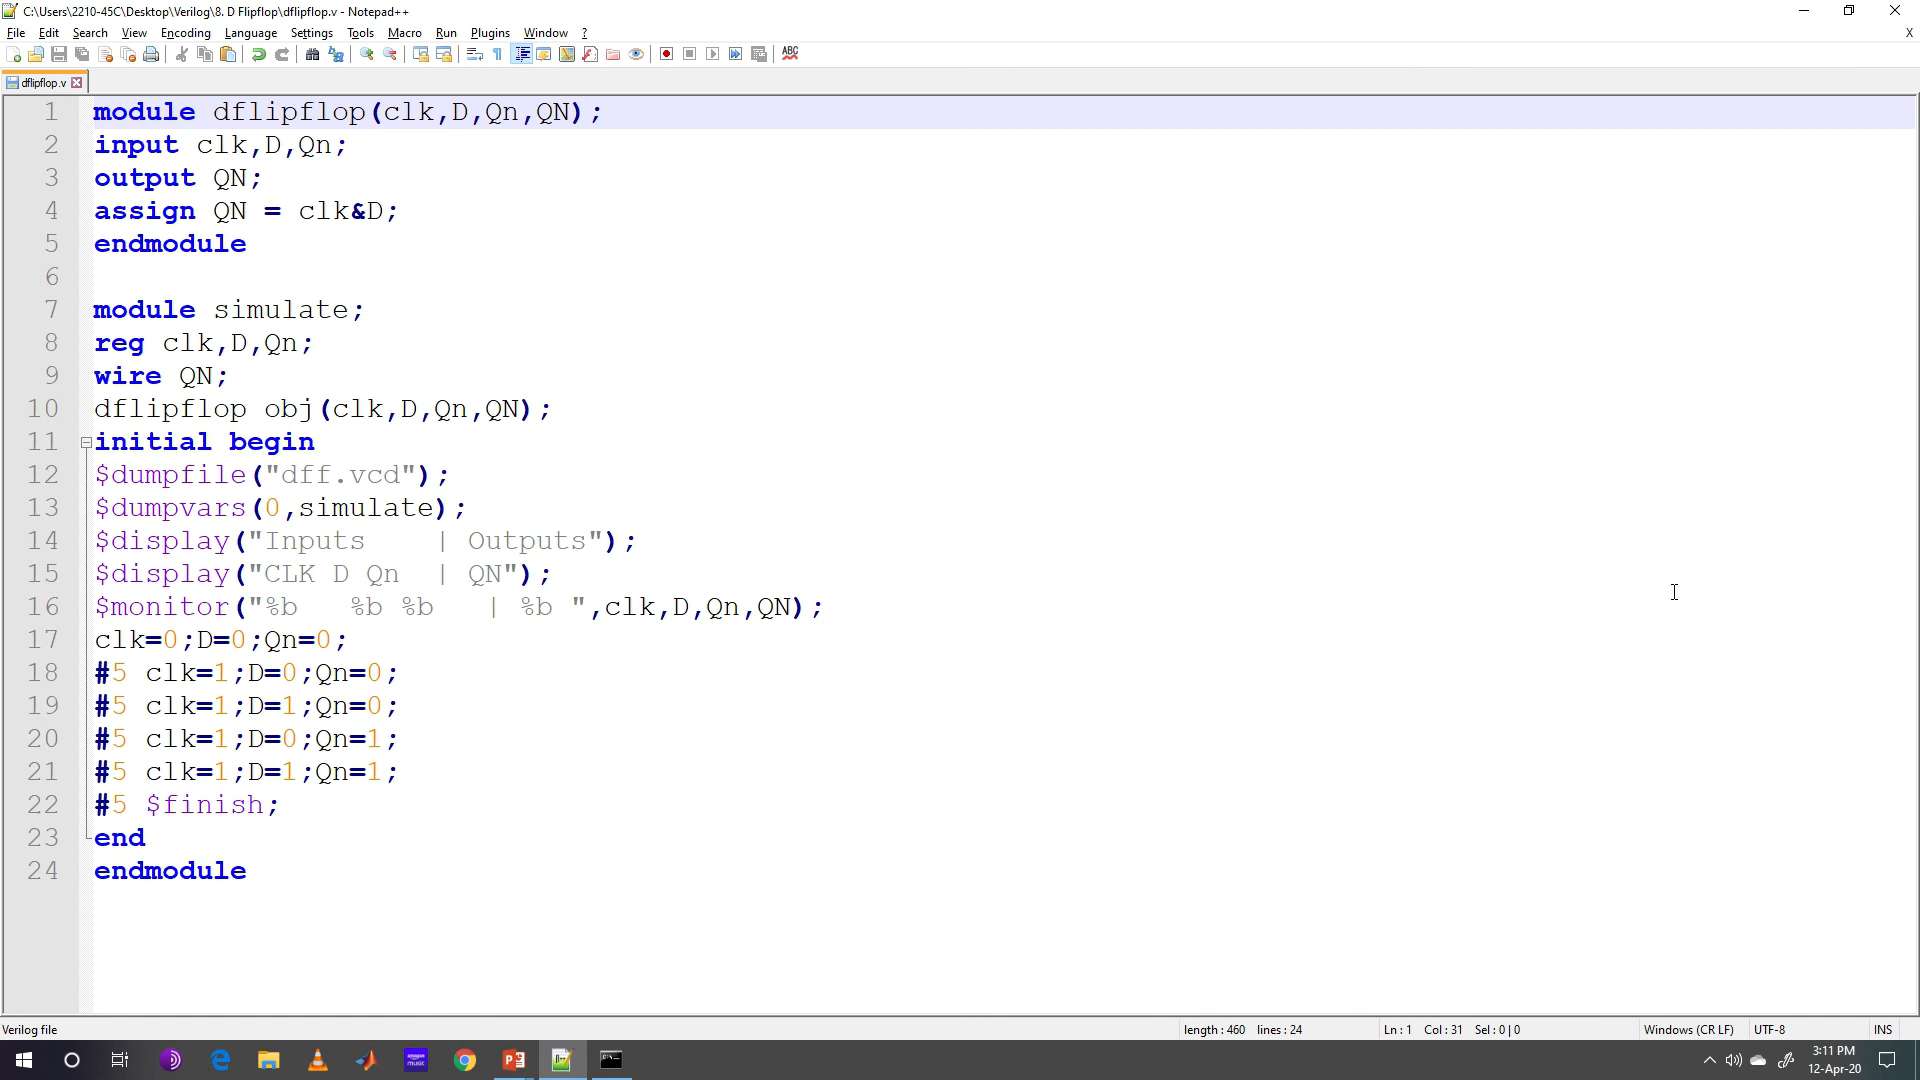 C:\Users\2210-45C\Desktop\Verilog\8. D Flipflop\dflipflop.v - Notepad++
File Edit Search View Encoding Language Settings Tools Macro Run Plugins Window ? X
ABC
dflipflop.v
1 module dflipflop(clk,D,Qn,QN);
2 input clk,D,Qn;
3 output QN;
4 assign QN = clk&D;
5 endmodule
6
7 module simulate;
8 reg clk,D,Qn;
9 wire QN;
10 dflipflop obj(clk,D,Qn,QN);
11 initial begin
12 $dumpfile("dff.vcd");
13 $dumpvars(0,simulate);
14 $display("Inputs    | Outputs");
15 $display("CLK D Qn  | QN");
16 $monitor("%b   %b %b   | %b ",clk,D,Qn,QN);
17 clk=0;D=0;Qn=0;
18 #5 clk=1;D=0;Qn=0;
19 #5 clk=1;D=1;Qn=0;
20 #5 clk=1;D=0;Qn=1;
21 #5 clk=1;D=1;Qn=1;
22 #5 $finish;
23 end
24 endmodule
Verilog file length : 460 lines : 24 Ln : 1 Col : 31 Sel : 0 | 0 Windows (CR LF) UTF-8 INS
3:11 PM
12-Apr-20